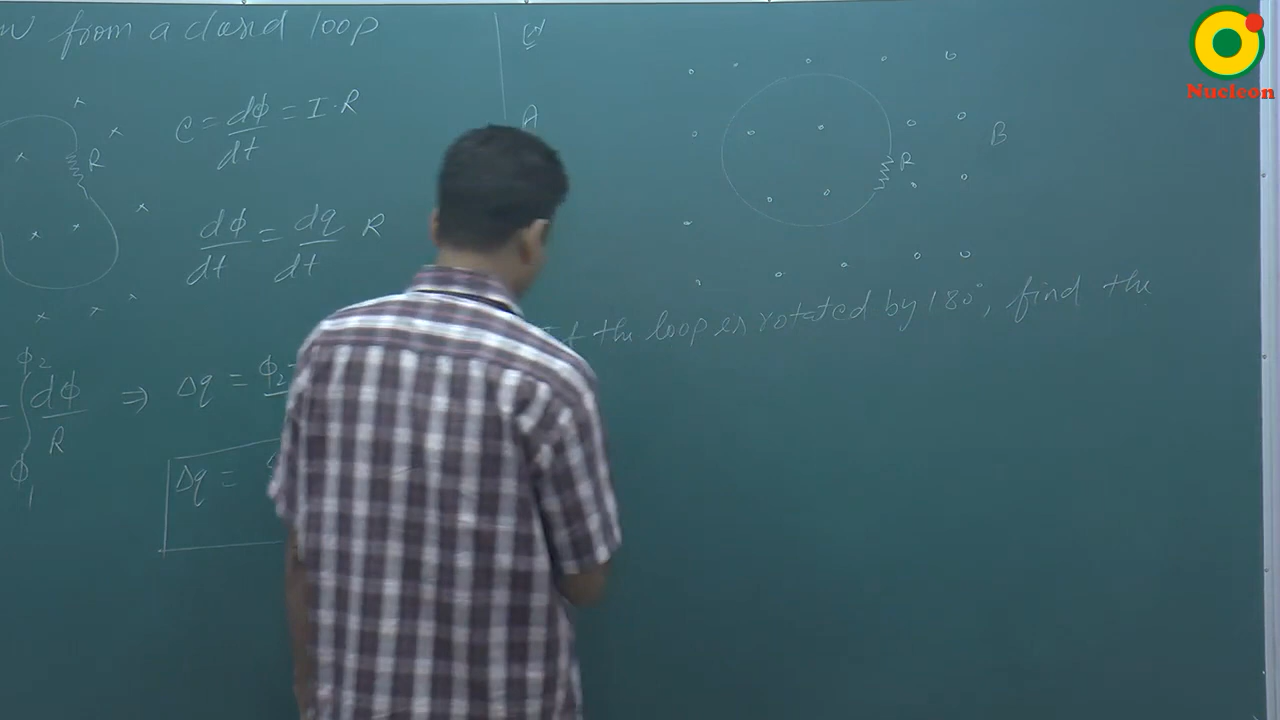 from a closed loop
R
e = dϕ/dt = I·R
dϕ/dt = dq/dt R
ϕ2
= ∫ dϕ/R ⇒ Δq = ϕ2
ϕ1
Δq =
Q
A
R
B
the loop is rotated by 180°, find the
Nucleon